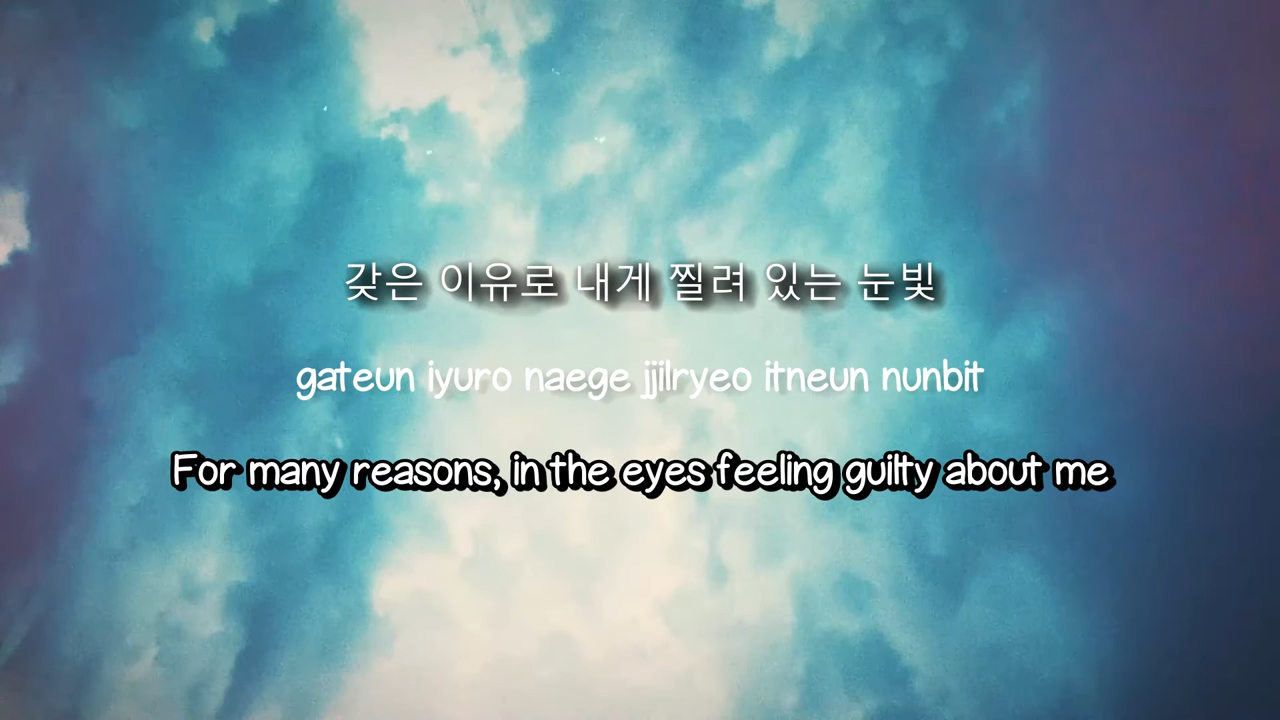 갖은 이유로 내게 찔려 있는 눈빛
gateun iyuro naege jjilryeo itneun nunbit
For many reasons, in the eyes feeling guilty about me